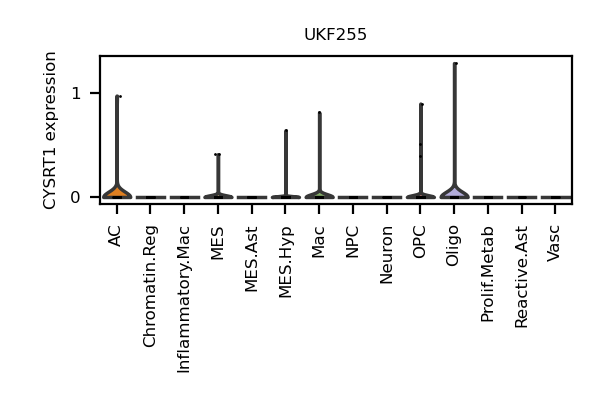 UKF255
CYSRT1 expression
1
0
AC
Chromatin.Reg
Inflammatory.Mac
MES
MES.Ast
MES.Hyp
Mac
NPC
Neuron
OPC
Oligo
Prolif.Metab
Reactive.Ast
Vasc